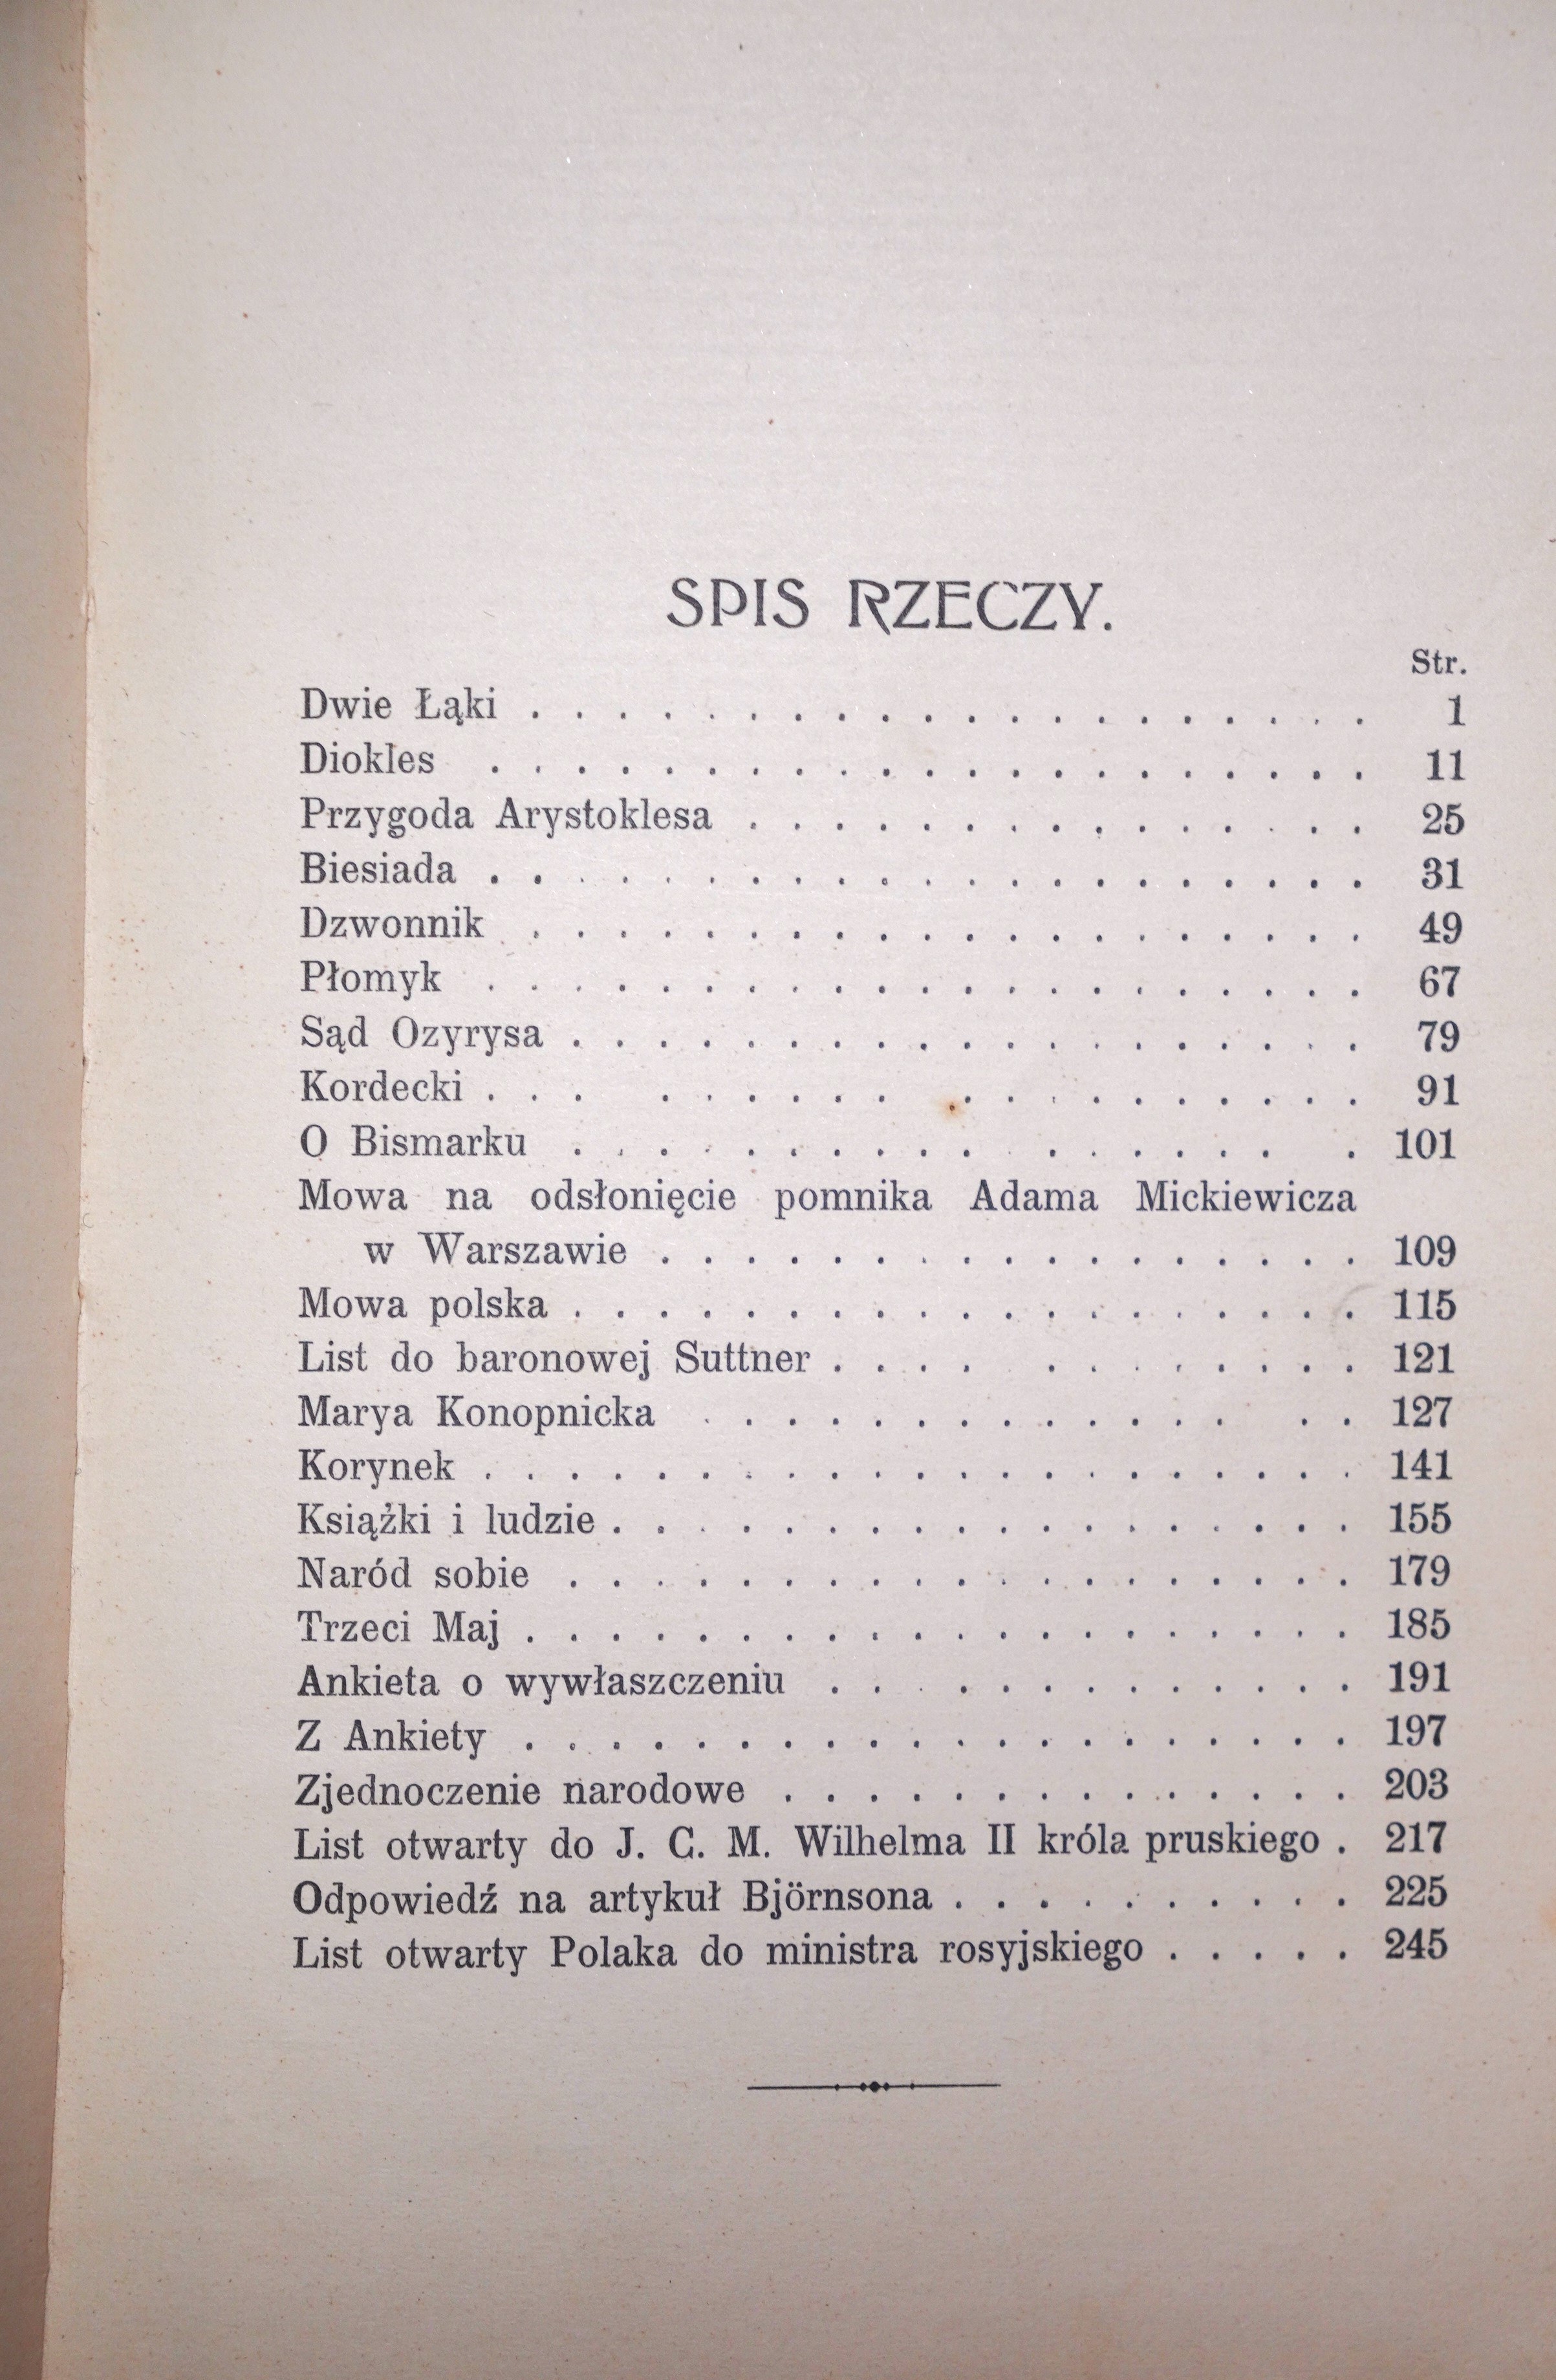 SPIS RZECZY.
Str.
Dwie Łąki . . . . . . . . . . . . . . . . . . . . 1
Diokles . . . . . . . . . . . . . . . . . . . . . 11
Przygoda Arystoklesa . . . . . . . . . . . . . . . 25
Biesiada . . . . . . . . . . . . . . . . . . . . . 31
Dzwonnik . . . . . . . . . . . . . . . . . . . . 49
Płomyk . . . . . . . . . . . . . . . . . . . . . 67
Sąd Ozyrysa . . . . . . . . . . . . . . . . . . . 79
Kordecki . . . . . . . . . . . . . . . . . . . . 91
O Bismarku . . . . . . . . . . . . . . . . . . 101
Mowa na odsłonięcie pomnika Adama Mickiewicza
w Warszawie . . . . . . . . . . . . . . . . . 109
Mowa polska . . . . . . . . . . . . . . . . . . . 115
List do baronowej Suttner . . . . . . . . . . . . 121
Marya Konopnicka . . . . . . . . . . . . . . . 127
Korynek . . . . . . . . . . . . . . . . . . . . . 141
Książki i ludzie . . . . . . . . . . . . . . . . . . 155
Naród sobie . . . . . . . . . . . . . . . . . . . 179
Trzeci Maj . . . . . . . . . . . . . . . . . . . . 185
Ankieta o wywłaszczeniu . . . . . . . . . . . . . 191
Z Ankiety . . . . . . . . . . . . . . . . . . . . 197
Zjednoczenie narodowe . . . . . . . . . . . . . . 203
List otwarty do J. C. M. Wilhelma II króla pruskiego . 217
Odpowiedź na artykuł Björnsona . . . . . . . . . . 225
List otwarty Polaka do ministra rosyjskiego . . . . . 245